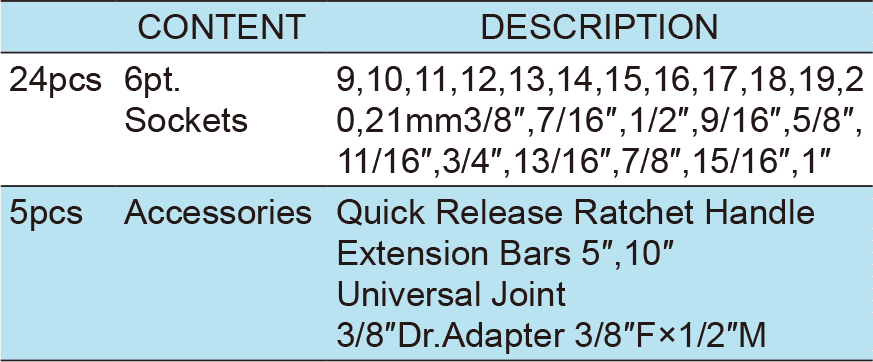 CONTENT DESCRIPTION
24pcs 6pt. 9,10,11,12,13,14,15,16,17,18,19,2
Sockets 0,21mm3/8″,7/16″,1/2″,9/16″,5/8″,
11/16″,3/4″,13/16″,7/8″,15/16″,1″
5pcs Accessories Quick Release Ratchet Handle
Extension Bars 5″,10″
Universal Joint
3/8″Dr.Adapter 3/8″F×1/2″M